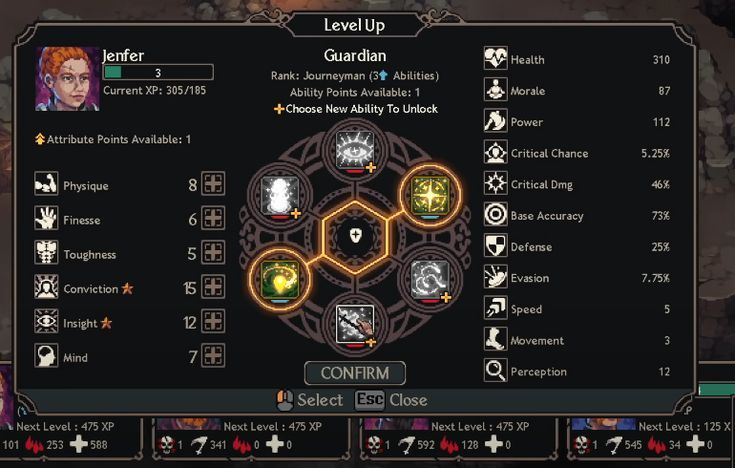 Level Up
Jenfer
3
Current XP: 305/185
Attribute Points Available: 1
Physique 8
Finesse 6
Toughness 5
Conviction 15
Insight 12
Mind 7
Guardian
Rank: Journeyman (3 Abilities)
Ability Points Available: 1
Choose New Ability To Unlock
CONFIRM
Health 310
Morale 87
Power 112
Critical Chance 5.25%
Critical Dmg 46%
Base Accuracy 73%
Defense 25%
Evasion 7.75%
Speed 5
Movement 3
Perception 12
Select Esc Close
Next Level : 475 XP
101 253 588
Next Level : 475 XP
1 341 0 0
Next Level : 475 XP
1 592 128 0
Next Level : 125 X
1 545 34 0